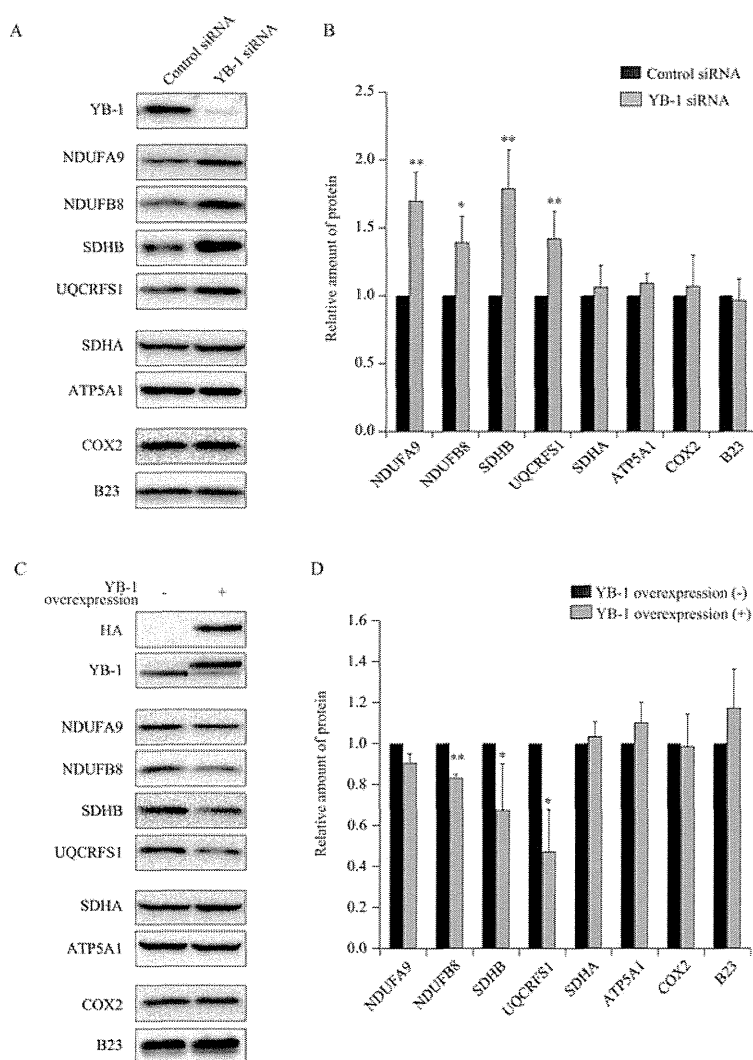 A
Control siRNA
YB-1 siRNA
YB-1
NDUFA9
NDUFB8
SDHB
UQCRFS1
SDHA
ATP5A1
COX2
B23
B
Control siRNA
YB-1 siRNA
Relative amount of protein
2.5
2.0
1.5
1.0
0.5
0.0
**
*
**
**
NDUFA9
NDUFB8
SDHB
UQCRFS1
SDHA
ATP5A1
COX2
B23
C
YB-1
overexpression
- +
HA
YB-1
NDUFA9
NDUFB8
SDHB
UQCRFS1
SDHA
ATP5A1
COX2
B23
D
YB-1 overexpression (-)
YB-1 overexpression (+)
Relative amount of protein
1.6
1.4
1.2
1.0
0.8
0.6
0.4
0.2
0.0
**
*
*
NDUFA9
NDUFB8
SDHB
UQCRFS1
SDHA
ATP5A1
COX2
B23